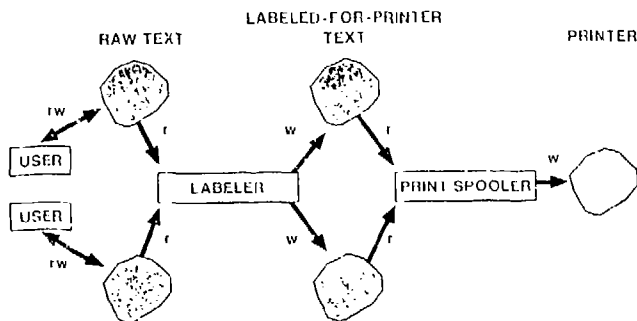 LABELED-FOR-PRINTER
RAW TEXT TEXT PRINTER
rw r w r w
USER
LABELER PRINT SPOOLER
USER
rw r w r